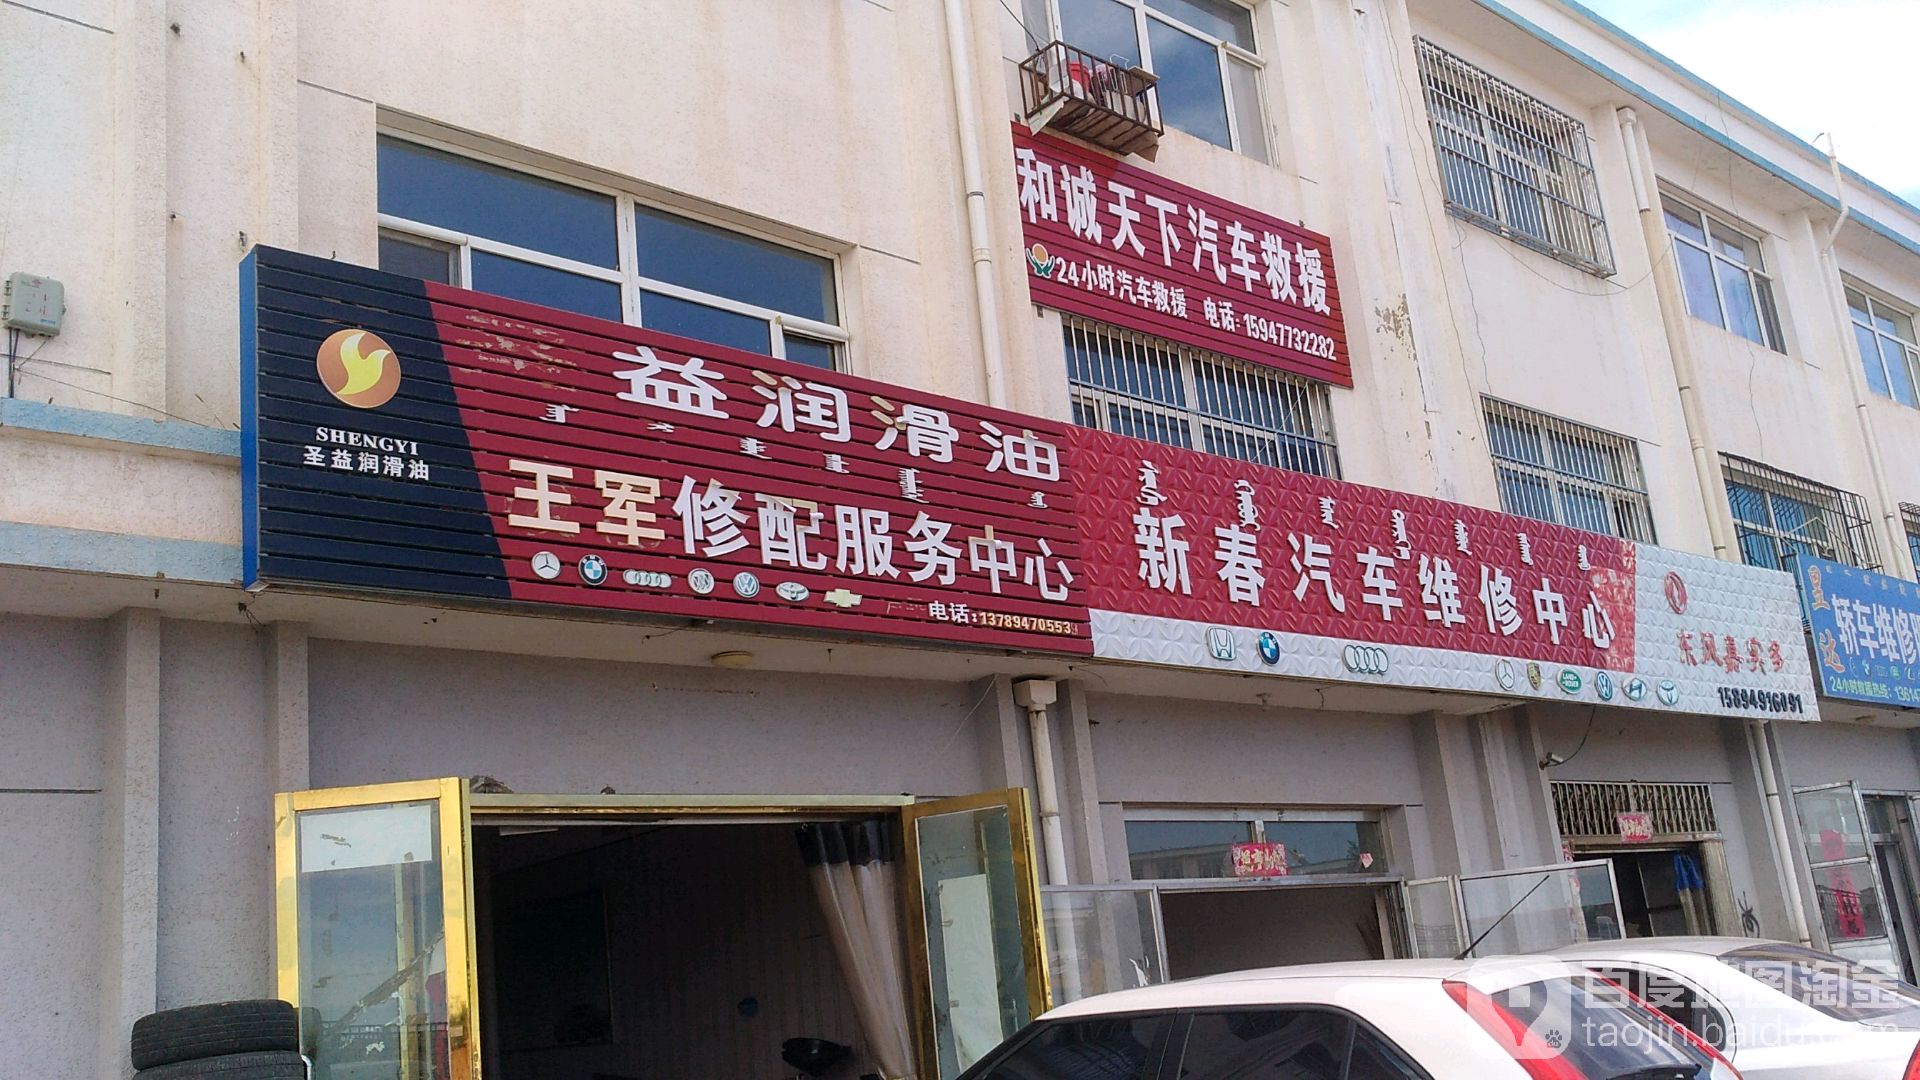 和诚天下汽车救援
24小时汽车救援 电话:15947732282
益润滑油
SHENGYI
圣益润滑油
王军修配服务中心
电话:13789470553
新春汽车维修中心
东风嘉实多
15894916091
轿车维修
24小时救援热线:13614
百度地图淘金
taojin.baidu.com